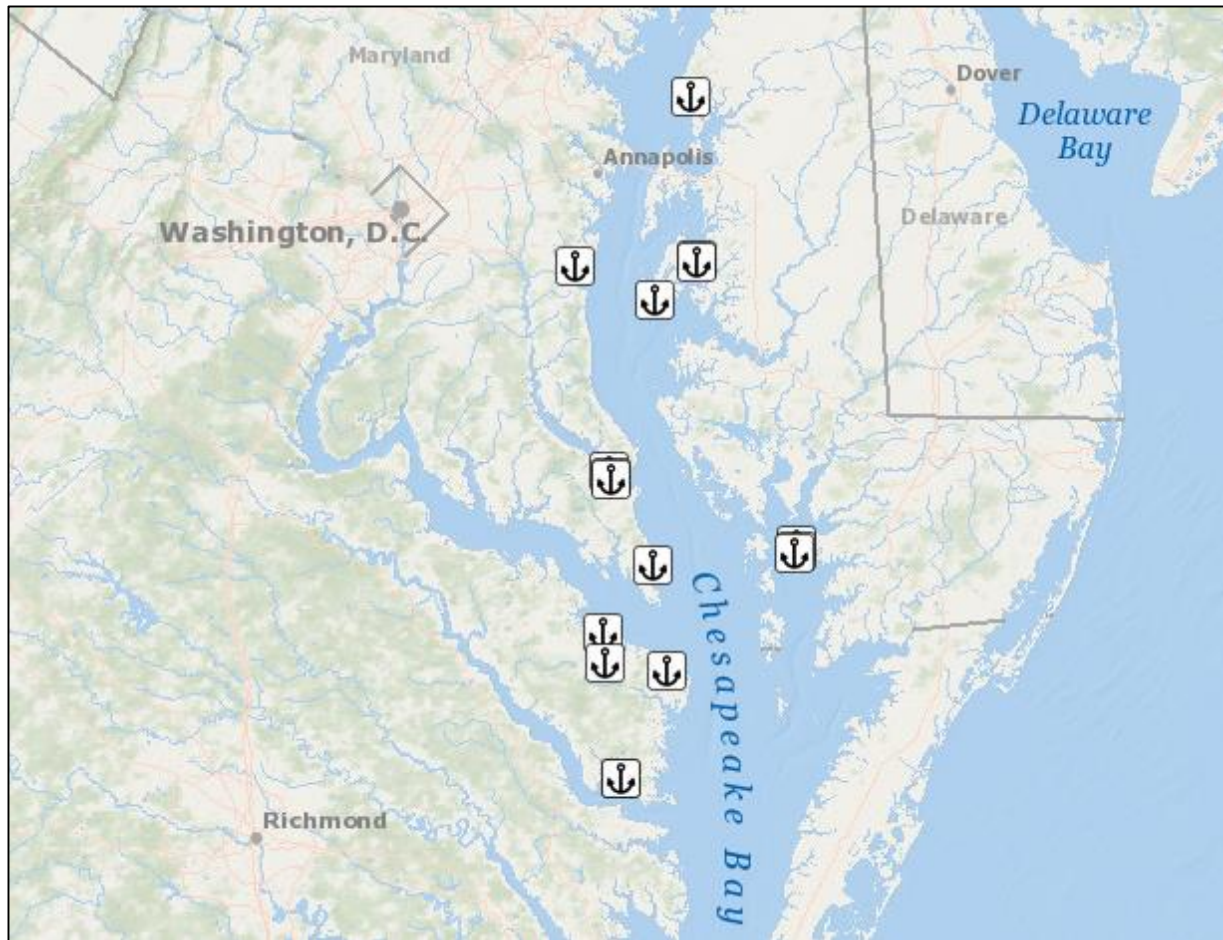 Maryland
Dover
Delaware
Bay
Annapolis
Delaware
Washington, D.C.
Chesapeake Bay
Richmond